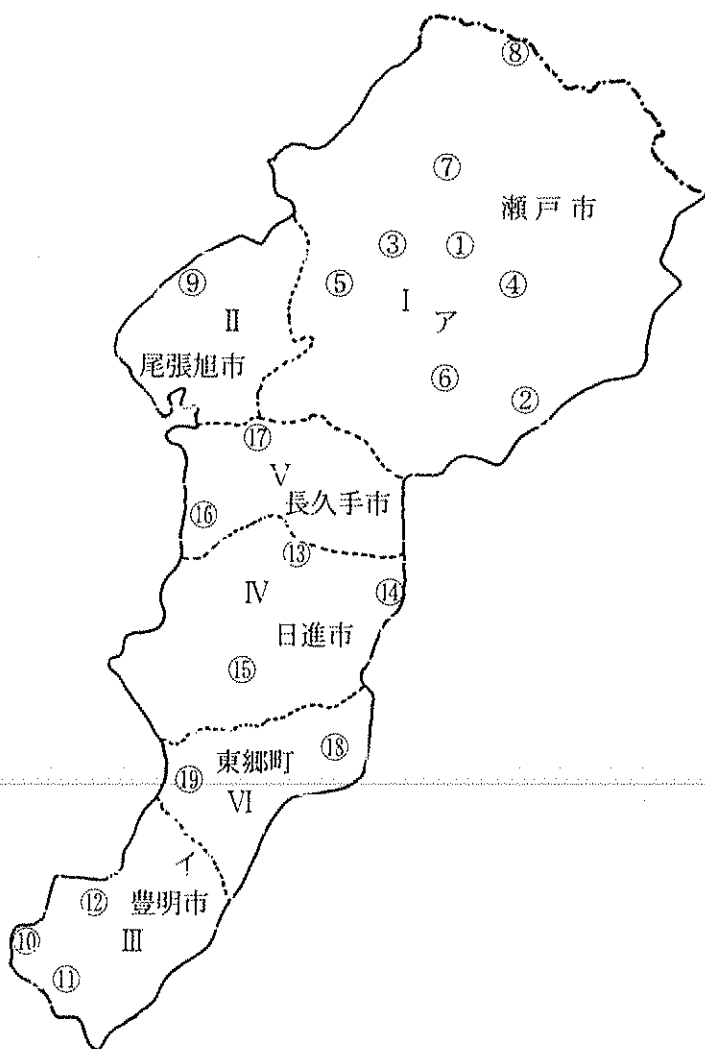 ⑧
⑦
瀬戸市
③ ①
⑨ ⑤ Ⅰ ④
Ⅱ ア
尾張旭市
⑥ ②
⑰
Ⅴ
長久手市
⑯
⑬
Ⅳ ⑭
日進市
⑮
東郷町 ⑱
⑲
Ⅵ
イ
⑫ 豊明市
⑩ Ⅲ
⑪